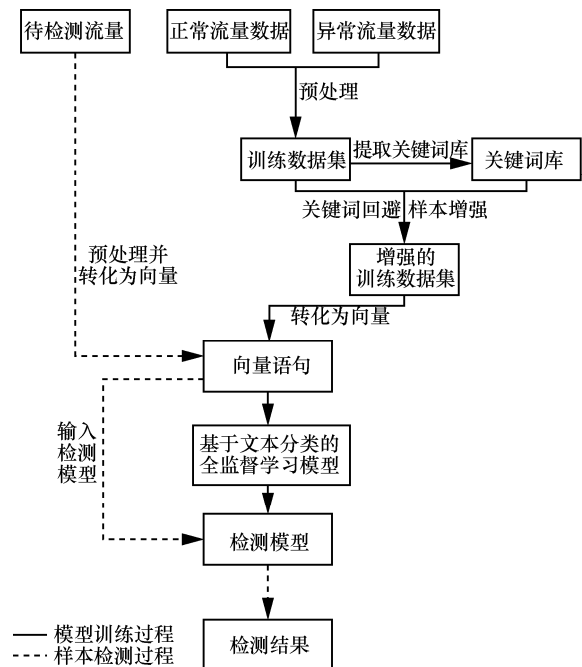 待检测流量
正常流量数据
异常流量数据
预处理
训练数据集
提取关键词库
关键词库
关键词回避
样本增强
增强的
训练数据集
预处理并
转化为向量
转化为向量
向量语句
输入
检测
模型
基于文本分类的
全监督学习模型
检测模型
检测结果
模型训练过程
样本检测过程